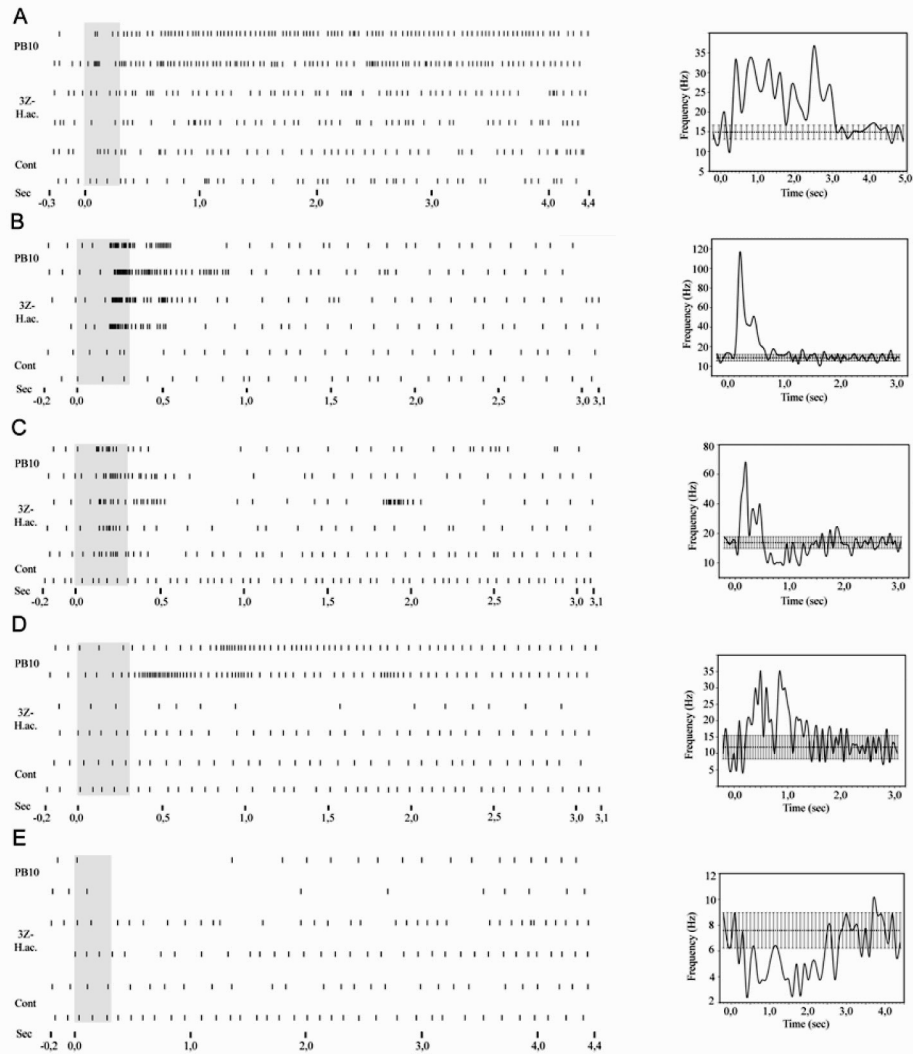 A
PB10
3Z-
H.ac.
Cont
Sec
-0,3 0,0 1,0 2,0 3,0 4,0 4,4
Frequency (Hz)
35
30
25
20
15
10
5
0,0 1,0 2,0 3,0 4,0 5,0
Time (sec)
B
PB10
3Z-
H.ac.
Cont
Sec
-0,2 0,0 0,5 1,0 1,5 2,0 2,5 3,0 3,1
Frequency (Hz)
120
100
80
60
40
20
10
0,0 1,0 2,0 3,0
Time (sec)
C
PB10
3Z-
H.ac.
Cont
Sec
-0,2 0,0 0,5 1,0 1,5 2,0 2,5 3,0 3,1
Frequency (Hz)
80
60
40
20
10
0,0 1,0 2,0 3,0
Time (sec)
D
PB10
3Z-
H.ac.
Cont
Sec
-0,2 0,0 0,5 1,0 1,5 2,0 2,5 3,0 3,1
Frequency (Hz)
35
30
25
20
15
10
5
0,0 1,0 2,0 3,0
Time (sec)
E
PB10
3Z-
H.ac.
Cont
Sec
-0,2 0,0 1,0 2,0 3,0 4,0 4,4
Frequency (Hz)
12
10
8
6
4
2
0,0 1,0 2,0 3,0 4,0
Time (sec)